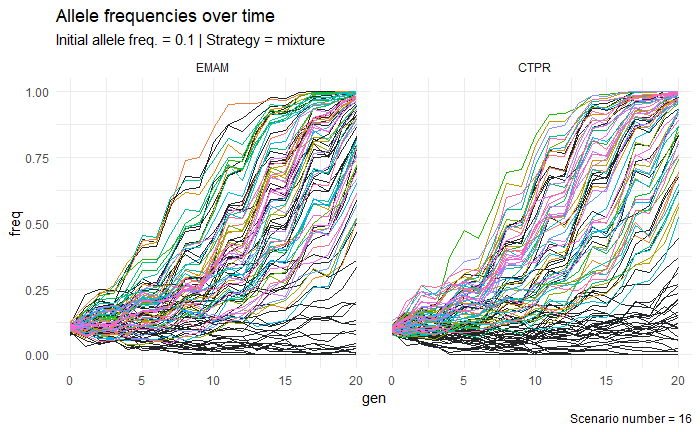 Allele frequencies over time
Initial allele freq. = 0.1 | Strategy = mixture
EMAM
CTPR
1.00
0.75
0.50
0.25
0.00
freq
0 5 10 15 20
0 5 10 15 20
gen
Scenario number = 16